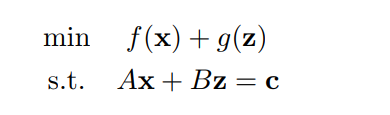 min f(x) + g(z)
s.t. Ax + Bz = c